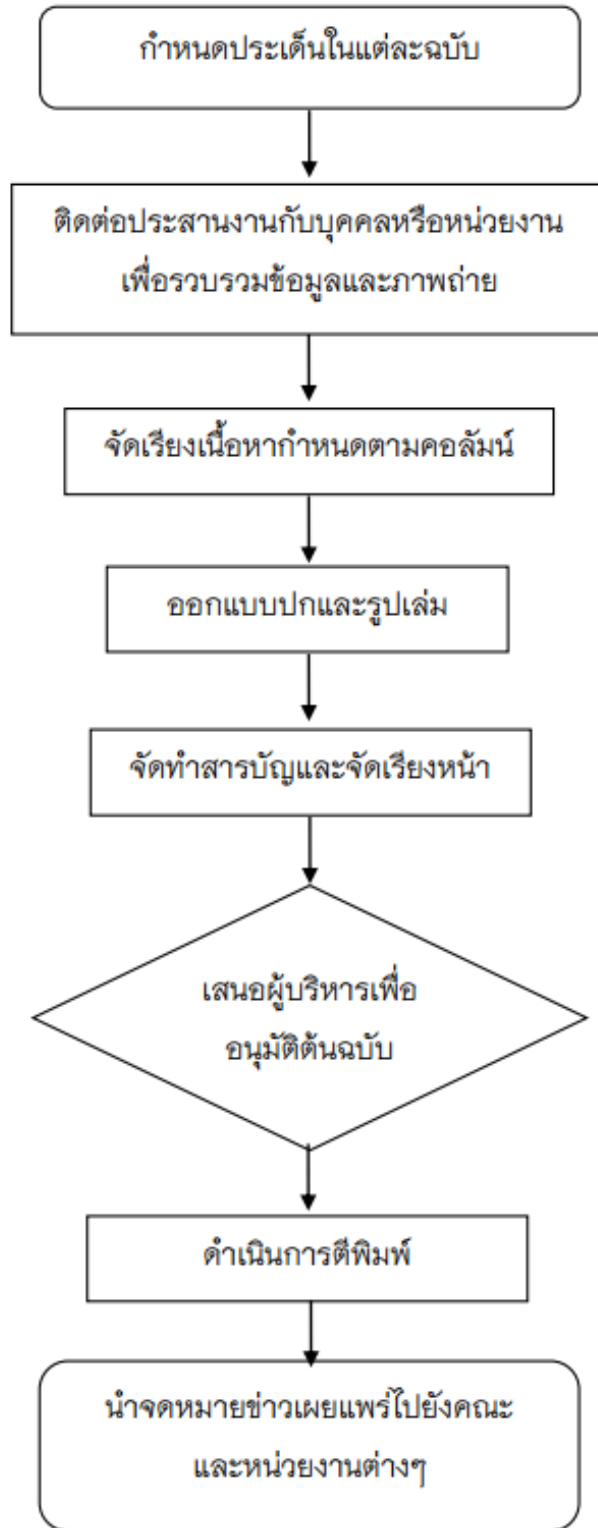 กำหนดประเด็นในแต่ละฉบับ
ติดต่อประสานงานกับบุคคลหรือหน่วยงาน
เพื่อรวบรวมข้อมูลและภาพถ่าย
จัดเรียงเนื้อหากำหนดตามคอลัมน์
ออกแบบปกและรูปเล่ม
จัดทำสารบัญและจัดเรียงหน้า
เสนอผู้บริหารเพื่อ
อนุมัติต้นฉบับ
ดำเนินการตีพิมพ์
นำจดหมายข่าวเผยแพร่ไปยังคณะ
และหน่วยงานต่างๆ